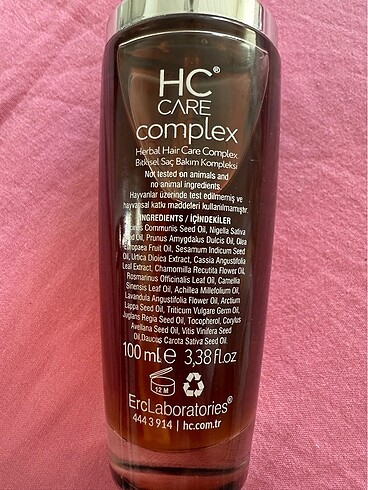 HC®
CARE
complex
Herbal Hair Care Complex
Bitkisel Saç Bakım Kompleksi
Not tested on animals and
no animal ingredients.
Hayvanlar üzerinde test edilmemiş ve
hayvansal katkı maddeleri kullanılmamıştır.
INGREDIENTS / İÇİNDEKİLER
Communis Seed Oil, Nigella Sativa
Oil, Prunus Amygdalus Dulcis Oil, Olea
Europaea Fruit Oil, Sesamum Indicum Seed
Oil, Urtica Dioica Extract, Cassia Angustifola
Leaf Extract, Chamomilla Recutita Flower Oil,
Rosmarinus Officinalis Leaf Oil, Camelia
Sinensis Leaf Oil, Achillea Millefolium Oil,
Lavandula Angustifolia Flower Oil, Arctium
Lappa Seed Oil, Triticum Vulgare Germ Oil,
Juglans Regia Seed Oil, Tocopherol, Corylus
Avellana Seed Oil, Vitis Vinifera Seed
Oil,Daucus Carota Sativa Seed Oil.
100 ml e 3,38 fl.oz
12 M
ErcLaboratories®
444 3 914 | hc.com.tr